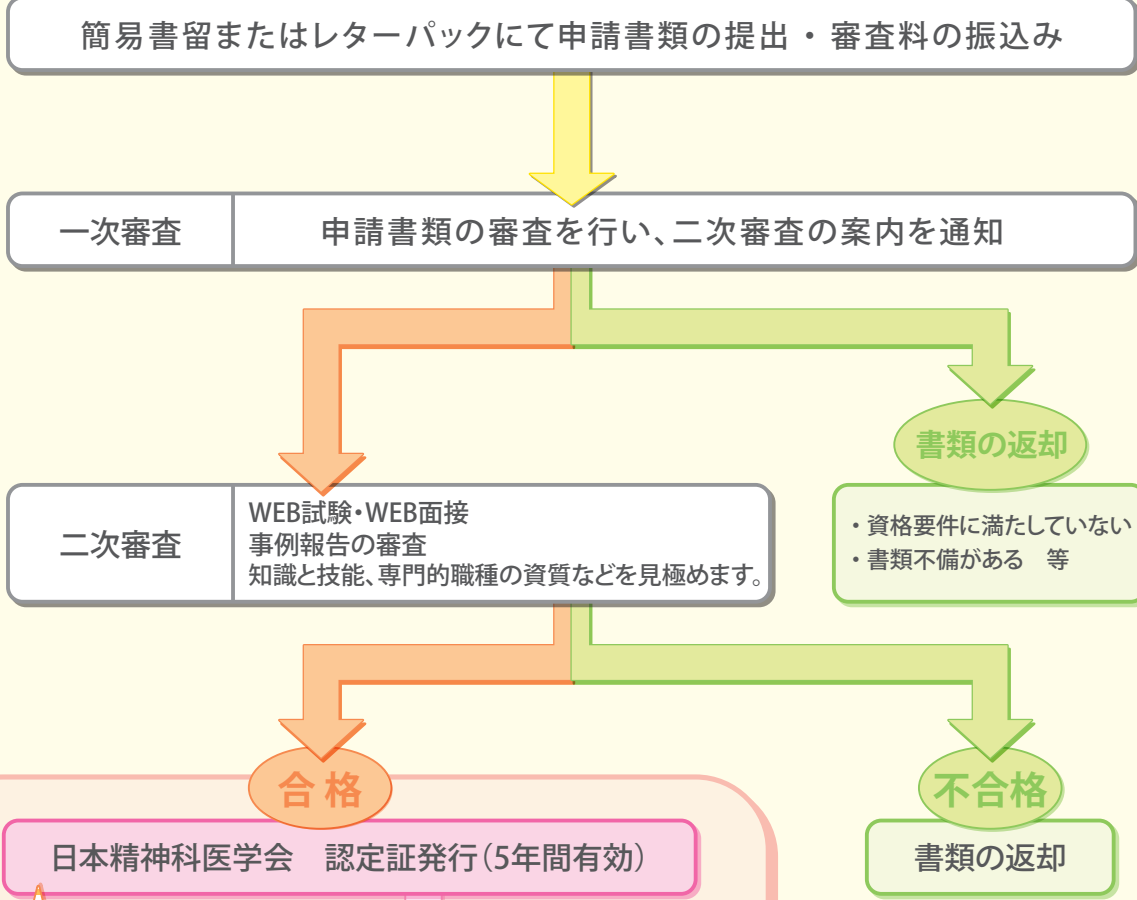 簡易書留またはレターパックにて申請書類の提出・審査料の振込み
一次審査
申請書類の審査を行い、二次審査の案内を通知
書類の返却
・資格要件に満たしていない
・書類不備がある　等
二次審査
WEB試験・WEB面接
事例報告の審査
知識と技能、専門的職種の資質などを見極めます。
合格
日本精神科医学会　認定証発行(5年間有効)
不合格
書類の返却